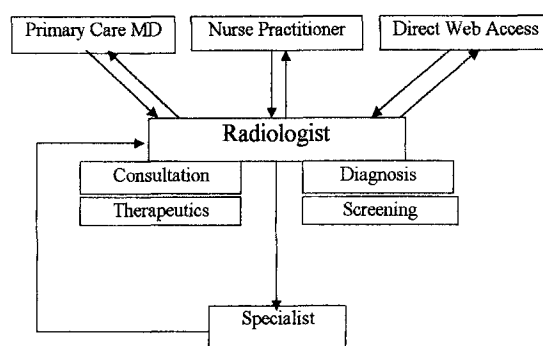 Primary Care MD
Nurse Practitioner
Direct Web Access
Radiologist
Consultation
Diagnosis
Therapeutics
Screening
Specialist